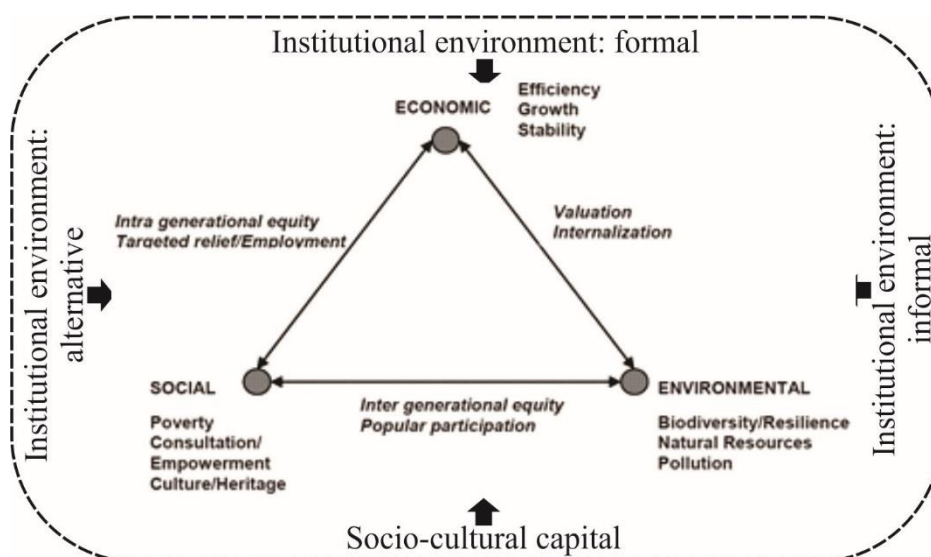 Institutional environment: formal
ECONOMIC
Efficiency
Growth
Stability
Institutional environment:
alternative
Intra generational equity
Targeted relief/Employment
Valuation
Internalization
Institutional environment:
informal
SOCIAL
Poverty
Consultation/
Empowerment
Culture/Heritage
Inter generational equity
Popular participation
ENVIRONMENTAL
Biodiversity/Resilience
Natural Resources
Pollution
Socio-cultural capital